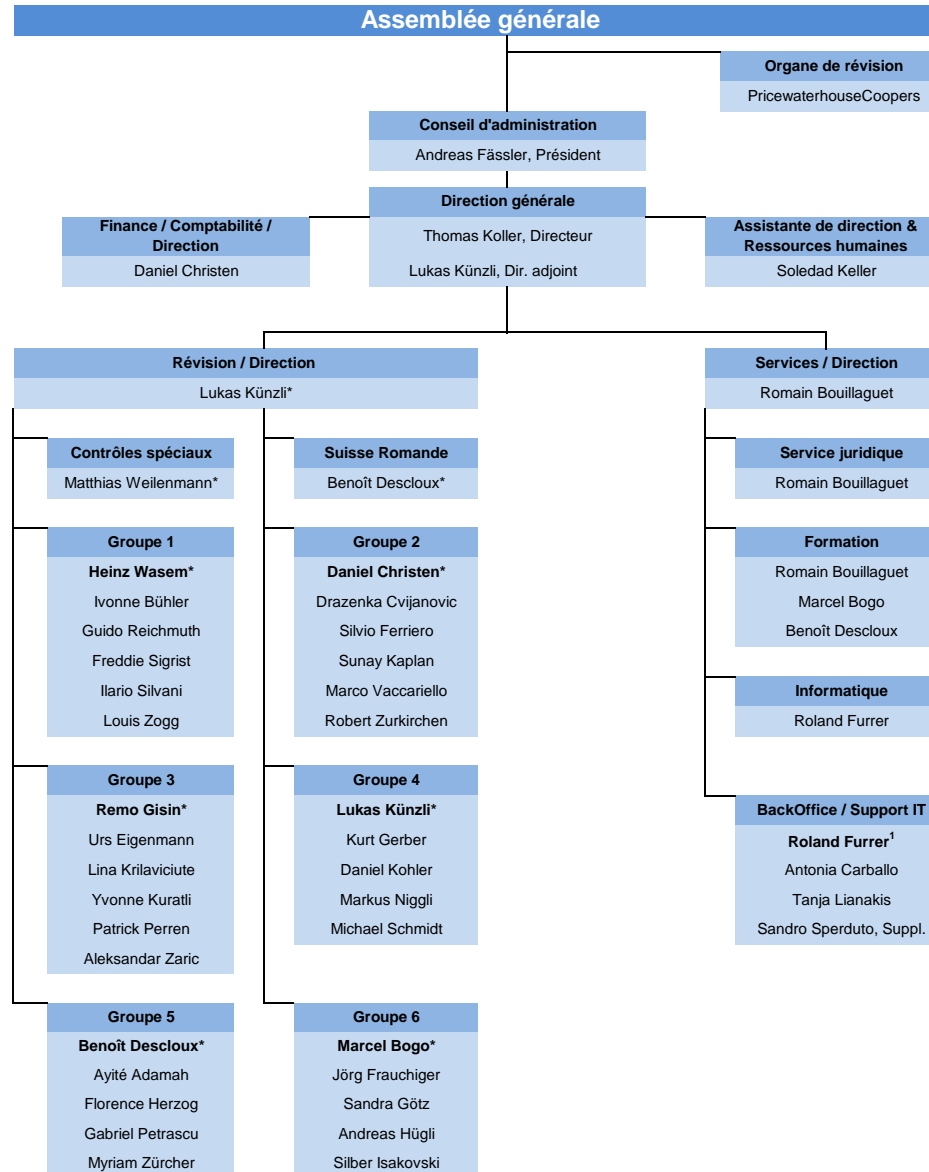 Assemblée générale
Organe de révision
PricewaterhouseCoopers
Conseil d'administration
Andreas Fässler, Président
Direction générale
Thomas Koller, Directeur
Lukas Künzli, Dir. adjoint
Finance / Comptabilité /
Direction
Daniel Christen
Assistante de direction &
Ressources humaines
Soledad Keller
Révision / Direction
Lukas Künzli*
Services / Direction
Romain Bouillaguet
Contrôles spéciaux
Matthias Weilenmann*
Suisse Romande
Benoît Descloux*
Service juridique
Romain Bouillaguet
Groupe 1
Heinz Wasem*
Ivonne Bühler
Guido Reichmuth
Freddie Sigrist
Ilario Silvani
Louis Zogg
Groupe 2
Daniel Christen*
Drazenka Cvijanovic
Silvio Ferriero
Sunay Kaplan
Marco Vaccariello
Robert Zurkirchen
Formation
Romain Bouillaguet
Marcel Bogo
Benoît Descloux
Informatique
Roland Furrer
Groupe 3
Remo Gisin*
Urs Eigenmann
Lina Krilaviciute
Yvonne Kuratli
Patrick Perren
Aleksandar Zaric
Groupe 4
Lukas Künzli*
Kurt Gerber
Daniel Kohler
Markus Niggli
Michael Schmidt
BackOffice / Support IT
Roland Furrer¹
Antonia Carballo
Tanja Lianakis
Sandro Sperduto, Suppl.
Groupe 5
Benoît Descloux*
Ayité Adamah
Florence Herzog
Gabriel Petrascu
Myriam Zürcher
Groupe 6
Marcel Bogo*
Jörg Frauchiger
Sandra Götz
Andreas Hügli
Silber Isakovski